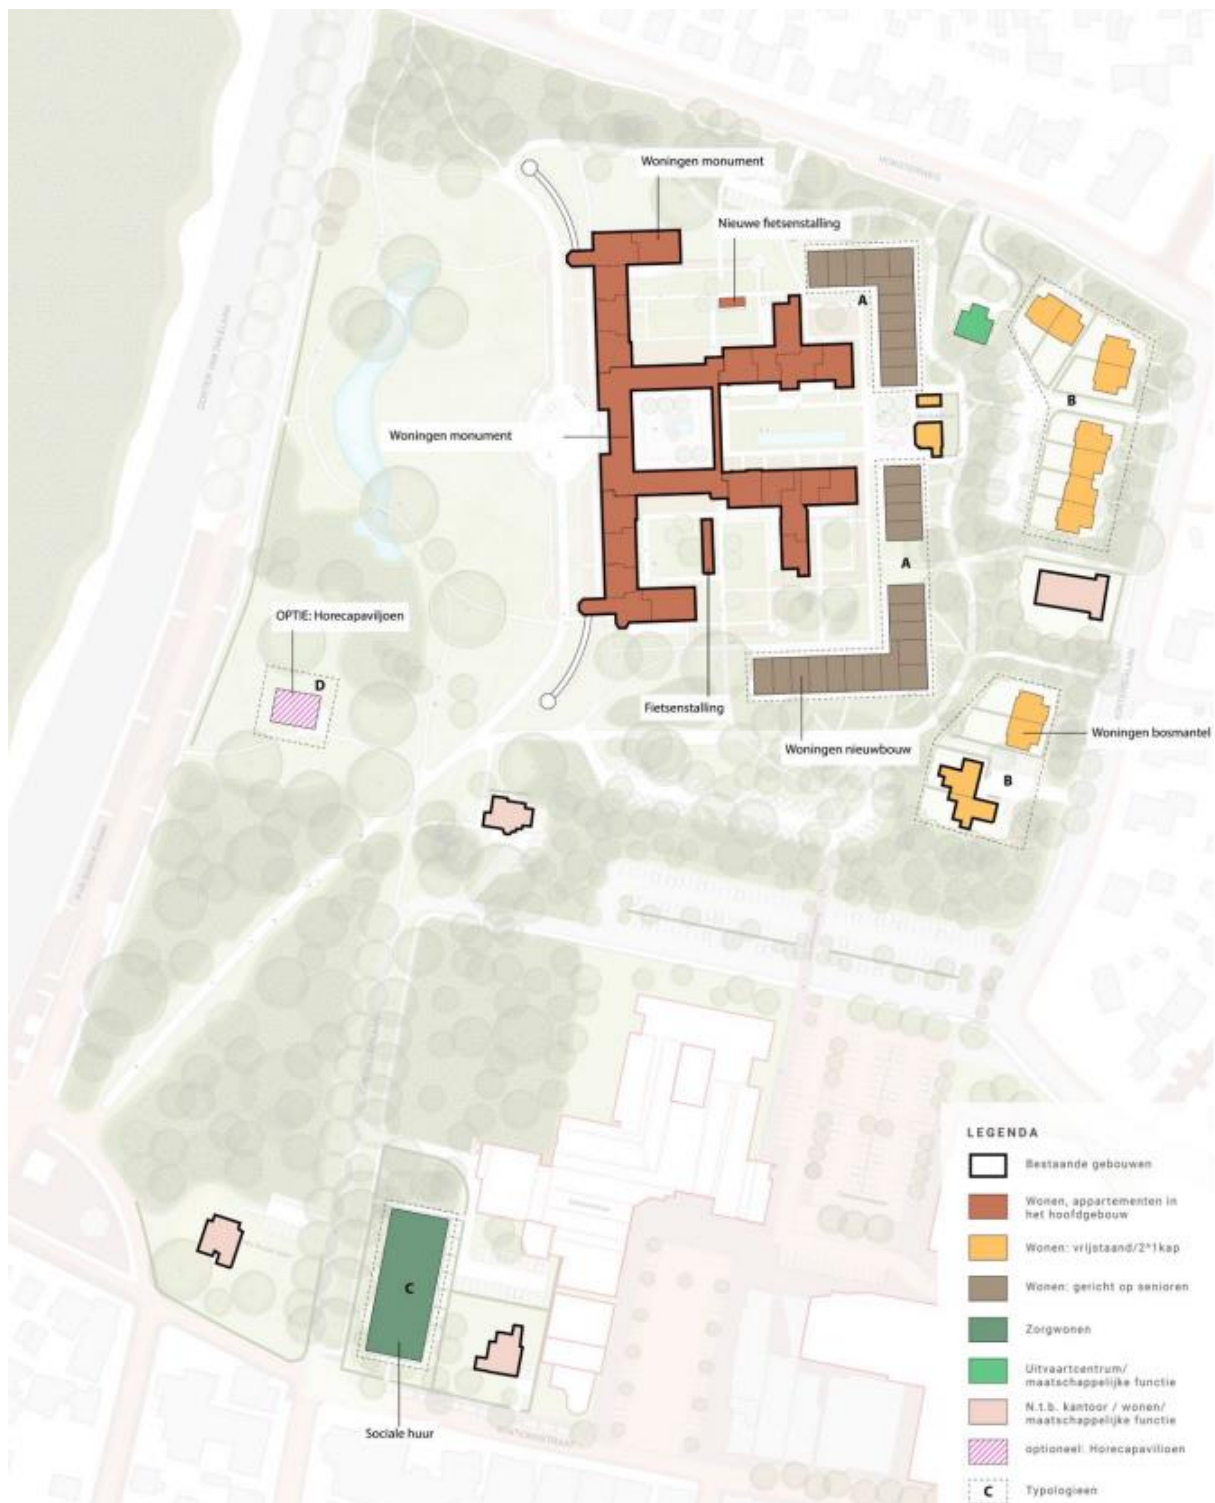 HORSTERWEG
Woningen monument
Nieuwe fietsenstalling
A
B
Woningen monument
A
OPTIE: Horecapaviljoen
D
Fietsenstalling
Woningen nieuwbouw
Woningen bosmantel
B
C
Sociale huur
LEGENDA
Bestaande gebouwen
Wonen, appartementen in
het hoofdgebouw
Wonen: vrijstaand/2^1kap
Wonen: gericht op senioren
Zorgwonen
Uitvaartcentrum/
maatschappelijke functie
N.t.b. kantoor / wonen/
maatschappelijke functie
optioneel: Horecapavilioen
C Typologieen